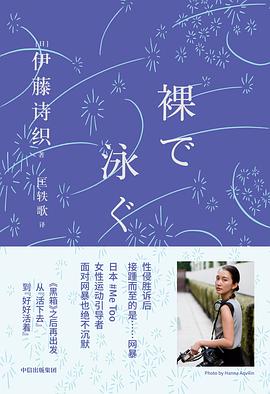 [日]伊藤诗织 著
匡轶歌 译
裸で
泳ぐ
性侵胜诉后
接踵而至的是……网暴
日本 #Me Too
女性运动引导者
面对网暴也绝不沉默
《黑箱》之后再出发
从“活下去”
到“好好活着”
中信出版集团
Photo by Hanna Aqvilin